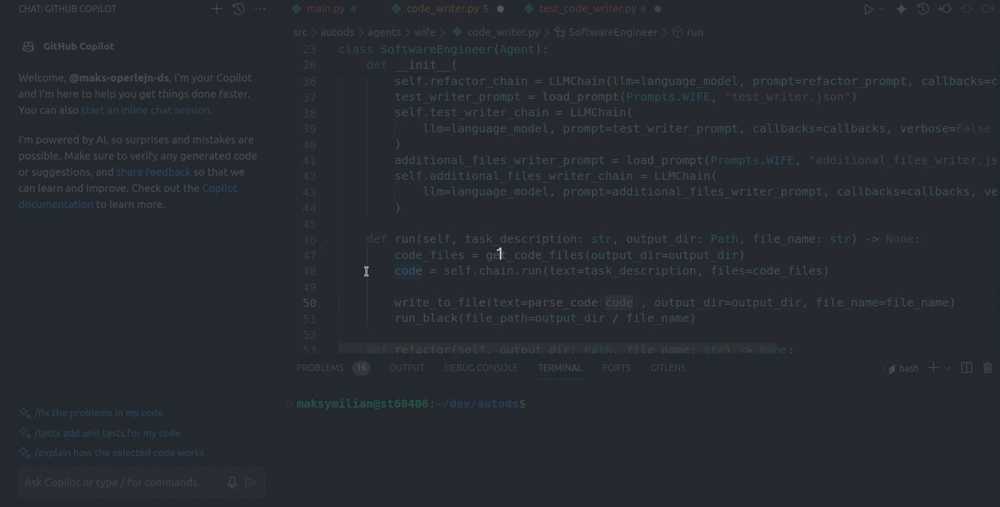 CHAT: GITHUB COPILOT
GitHub Copilot
Welcome, @maks-operlejn-ds, I'm your Copilot
and I'm here to help you get things done faster.
You can also start an inline chat session.
I'm powered by AI, so surprises and mistakes are
possible. Make sure to verify any generated code
or suggestions, and share feedback so that we
can learn and improve. Check out the Copilot
documentation to learn more.
/fix the problems in my code
/tests add unit tests for my code
/explain how the selected code works
Ask Copilot or type / for commands
main.py 4 code_writer.py 5 test_code_writer.py 6
src > autods > agents > wife > code_writer.py > SoftwareEngineer > run
23 class SoftwareEngineer(Agent):
26 def __init__(
36 self.refactor_chain = LLMChain(llm=language_model, prompt=refactor_prompt, callbacks=c
37 test_writer_prompt = load_prompt(Prompts.WIFE, "test_writer.json")
38 self.test_writer_chain = LLMChain(
39 llm=language_model, prompt=test_writer_prompt, callbacks=callbacks, verbose=False
40 )
41 additional_files_writer_prompt = load_prompt(Prompts.WIFE, "additional_files_writer.js
42 self.additional_files_writer_chain = LLMChain(
43 llm=language_model, prompt=additional_files_writer_prompt, callbacks=callbacks, ve
44 )
45
46 def run(self, task_description: str, output_dir: Path, file_name: str) -> None:
47 code_files = get_code_files(output_dir=output_dir)
1
48 code = self.chain.run(text=task_description, files=code_files)
49
50 write_to_file(text=parse_code(code), output_dir=output_dir, file_name=file_name)
51 run_black(file_path=output_dir / file_name)
52
53 def refactor(self, output_dir: Path, file_name: str) -> None:
PROBLEMS 16 OUTPUT DEBUG CONSOLE TERMINAL PORTS GITLENS bash
maksymilian@st60406:~/dev/autods$